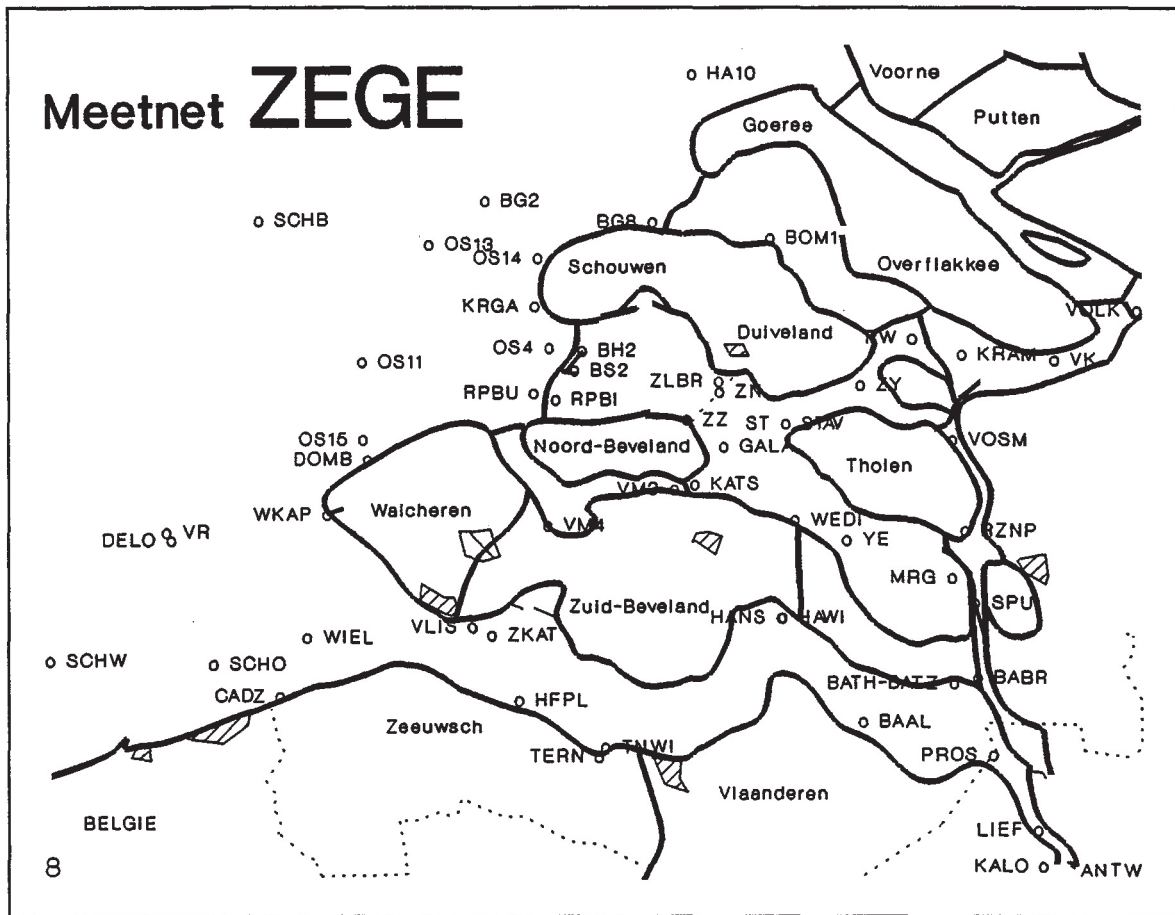 Meetnet ZEGE
HA10
Voorne
Putten
Goeree
BG2
SCHB
BG8
OS13
BOM1
OS14
Schouwen
Overflakkee
KRGA
VOLK
Duiveland
OS4
BH2
KRAM
VK
OS11
BS2
ZLBR
ZN
ZY
RPBU
RPBI
ZZ
ST
STAV
OS15
Noord-Beveland
GALA
VOSM
DOMB
Tholen
KATS
Walcheren
WKAP
VM4
WEDI
RZNP
DELO
VR
YE
MRG
SPU
Zuid-Beveland
HANS
HAWI
VLIS
ZKAT
WIEL
SCHW
SCHO
BATH-BATZ
BABR
CADZ
HFPL
Zeeuwsch
BAAL
TERN
TNWI
PROS
Vlaanderen
BELGIE
LIEF
8
KALO
ANTW